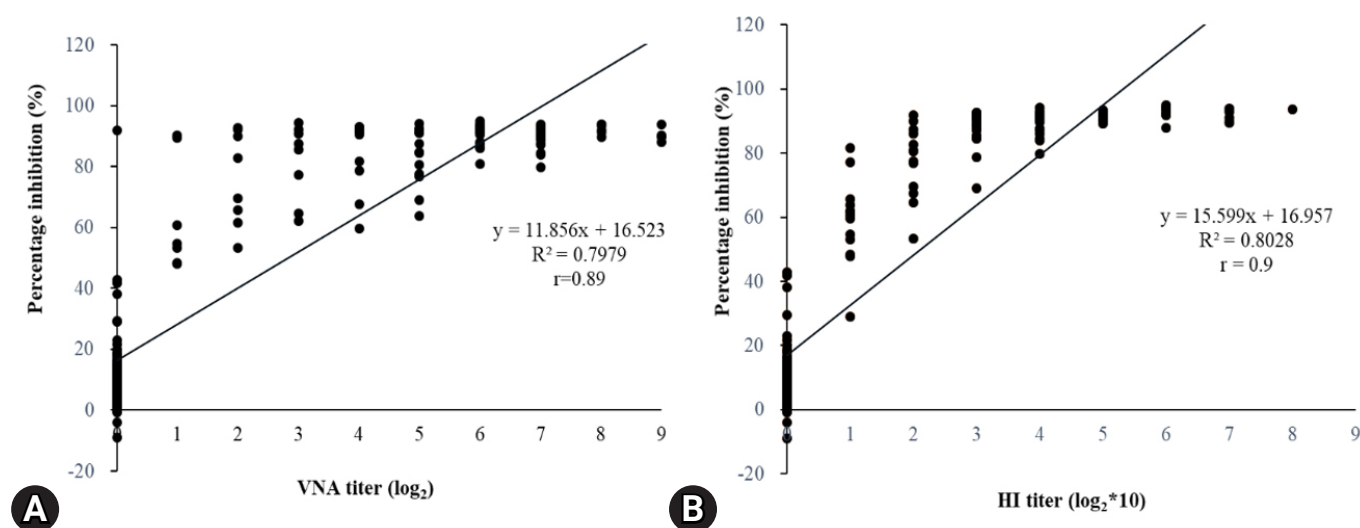 Percentage inhibition (%)
120
100
80
60
40
20
0
-20
0 1 2 3 4 5 6 7 8 9
y = 11.856x + 16.523
R² = 0.7979
r=0.89
VNA titer (log₂)
A
Percentage inhibition (%)
120
100
80
60
40
20
0
-20
1 2 3 4 5 6 7 8 9
y = 15.599x + 16.957
R² = 0.8028
r = 0.9
HI titer (log₂*10)
B